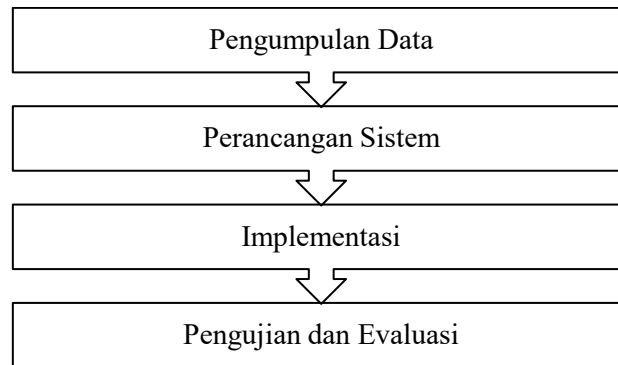 Pengumpulan Data
Perancangan Sistem
Implementasi
Pengujian dan Evaluasi